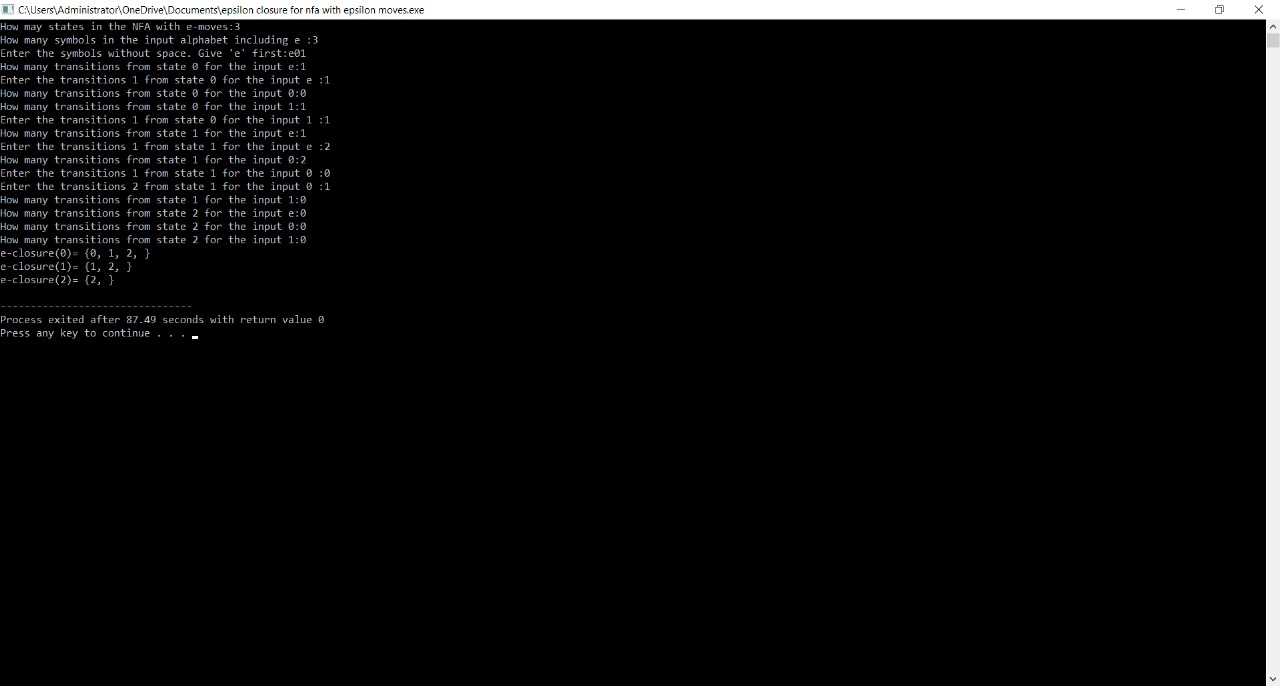 C:\Users\Administrator\OneDrive\Documents\epsilon closure for nfa with epsilon moves.exe
How may states in the NFA with e-moves:3
How many symbols in the input alphabet including e :3
Enter the symbols without space. Give 'e' first:e01
How many transitions from state 0 for the input e:1
Enter the transitions 1 from state 0 for the input e :1
How many transitions from state 0 for the input 0:0
How many transitions from state 0 for the input 1:1
Enter the transitions 1 from state 0 for the input 1 :1
How many transitions from state 1 for the input e:1
Enter the transitions 1 from state 1 for the input e :2
How many transitions from state 1 for the input 0:2
Enter the transitions 1 from state 1 for the input 0 :0
Enter the transitions 2 from state 1 for the input 0 :1
How many transitions from state 1 for the input 1:0
How many transitions from state 2 for the input e:0
How many transitions from state 2 for the input 0:0
How many transitions from state 2 for the input 1:0
e-closure(0)= {0, 1, 2, }
e-closure(1)= {1, 2, }
e-closure(2)= {2, }
--------------------------------
Process exited after 87.49 seconds with return value 0
Press any key to continue . . .